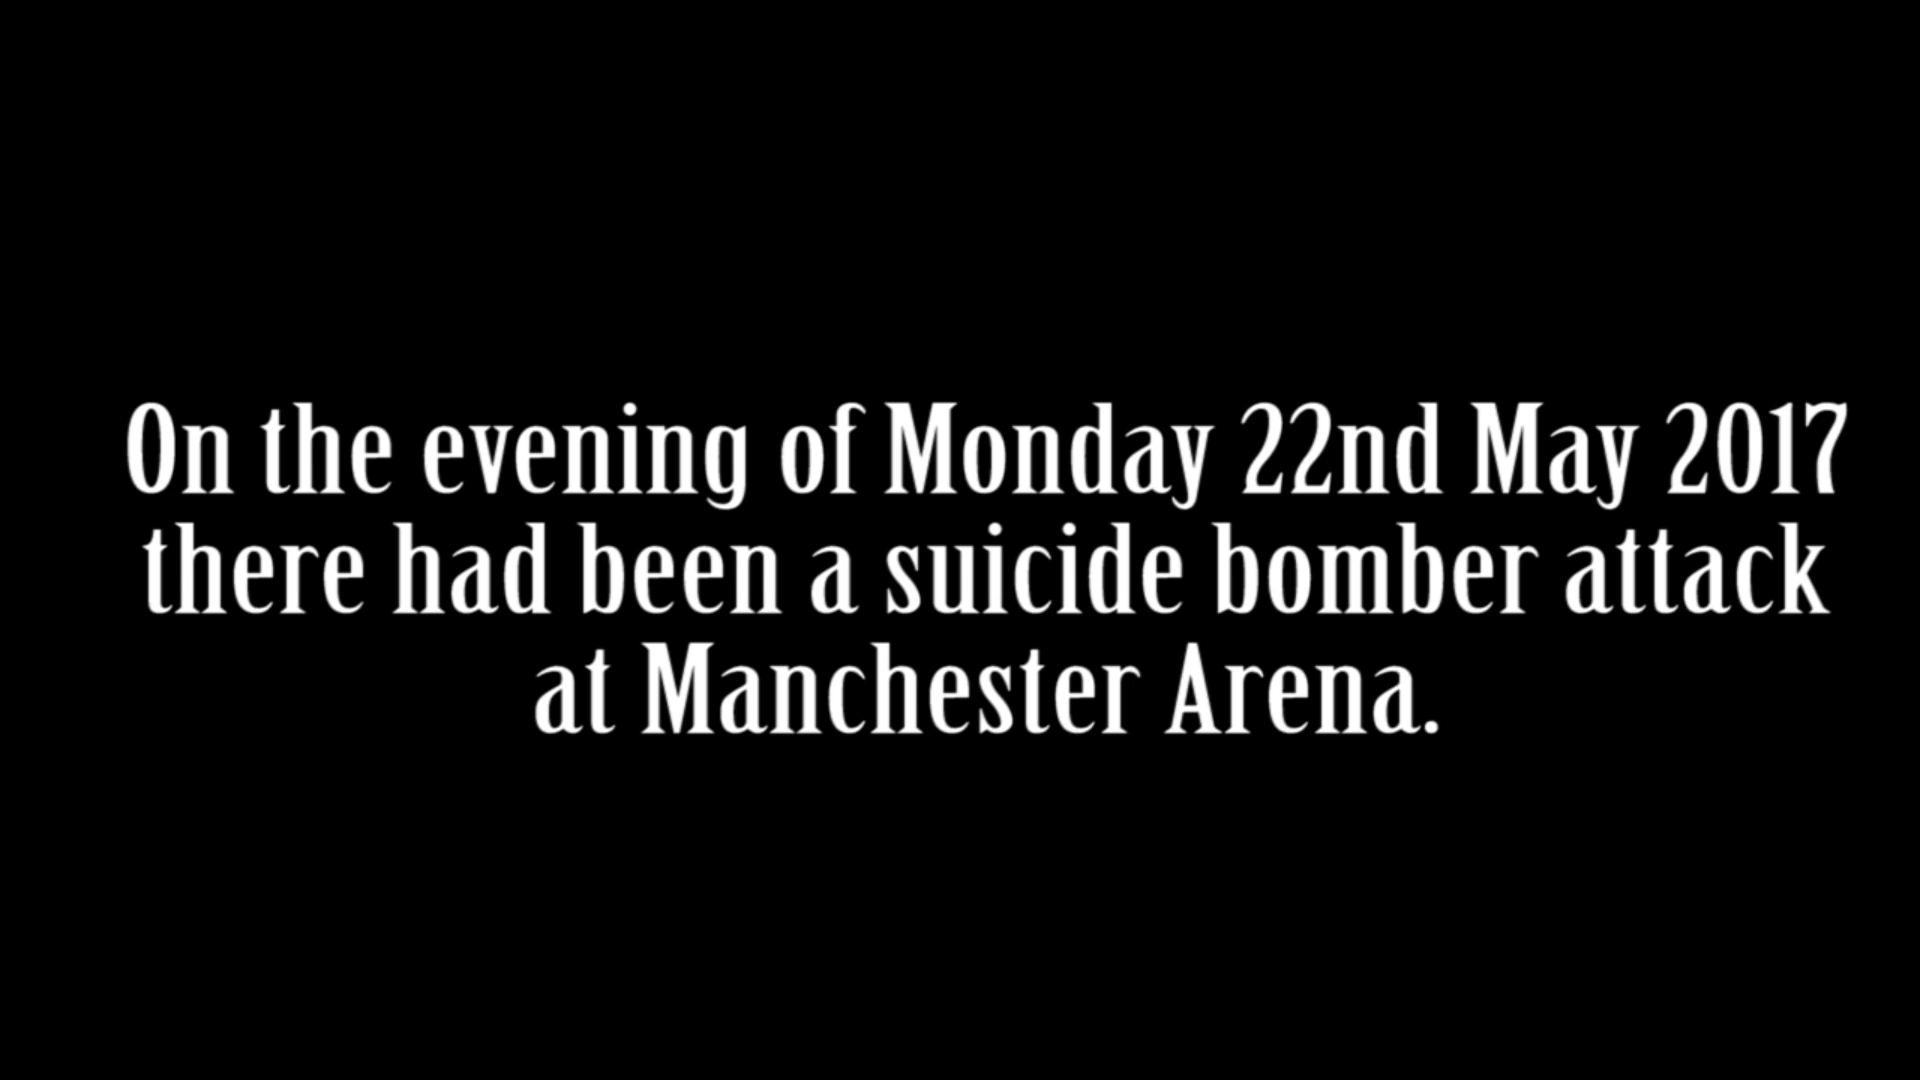 On the evening of Monday 22nd May 2017
there had been a suicide bomber attack
at Manchester Arena.